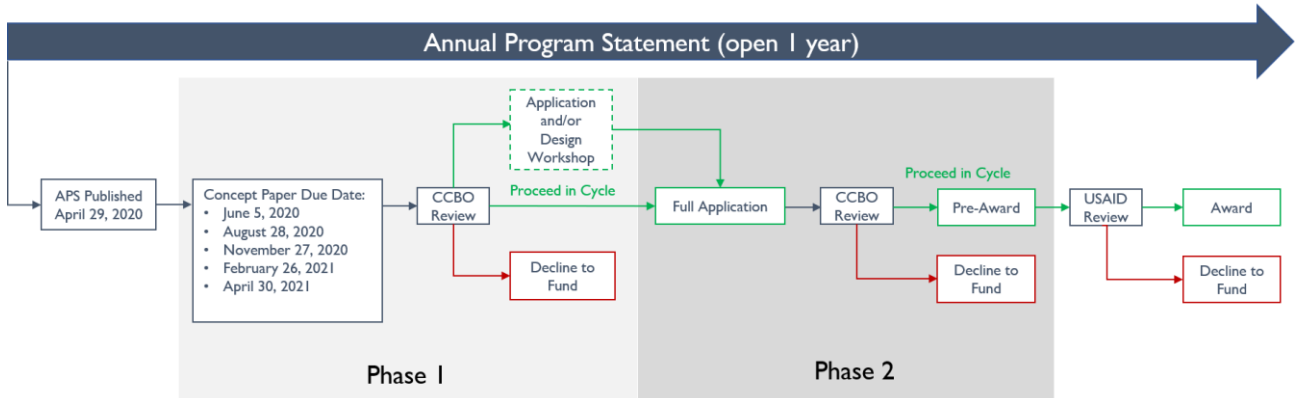 Annual Program Statement (open 1 year)
APS Published
April 29, 2020
Concept Paper Due Date:
• June 5, 2020
• August 28, 2020
• November 27, 2020
• February 26, 2021
• April 30, 2021
CCBO
Review
Application
and/or
Design
Workshop
Proceed in Cycle
Decline to
Fund
Phase 1
Full Application
CCBO
Review
Proceed in Cycle
Pre-Award
Decline to
Fund
Phase 2
USAID
Review
Award
Decline to
Fund